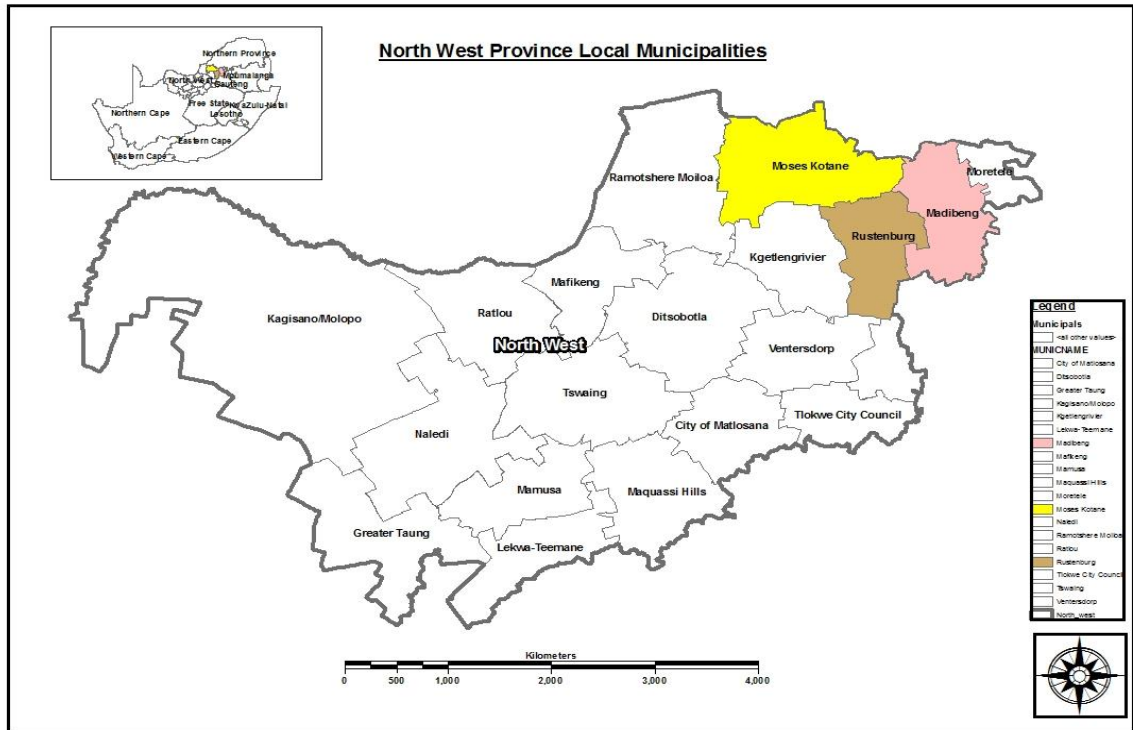 North West Province Local Municipalities
Northern Province
North West
Mpumalanga
Gauteng
Free State
KwaZulu-Natal
Lesotho
Northern Cape
Eastern Cape
Western Cape
Moses Kotane
Ramotshere Moiloa
Moretele
Madibeng
Rustenburg
Kgetlengrivier
Mafikeng
Kagisano/Molopo
Ratlou
Ditsobotla
North West
Ventersdorp
Tswaing
Tlokwe City Council
City of Matlosana
Naledi
Mamusa
Maquassi Hills
Greater Taung
Lekwa-Teemane
Legend
Municipals
<all other values>
MUNICNAME
City of Matlosana
Ditsobotla
Greater Taung
Kagisano/Molopo
Kgetlengrivier
Lekwa-Teemane
Madibeng
Mafikeng
Mamusa
Maquassi Hills
Moretele
Moses Kotane
Naledi
Ramotshere Moiloa
Ratlou
Rustenburg
Tlokwe City Council
Tswaing
Ventersdorp
North_west
Kilometers
0 500 1,000 2,000 3,000 4,000